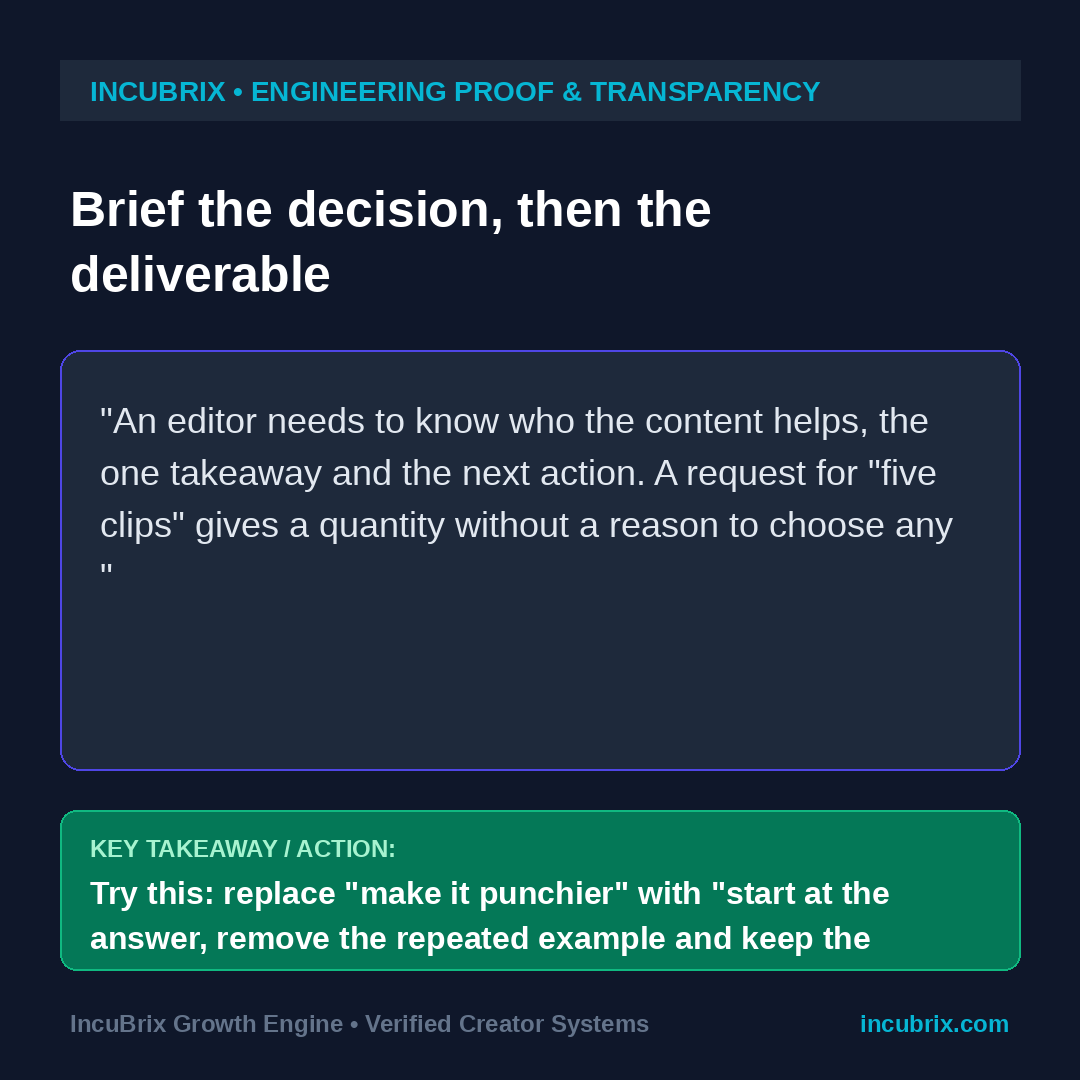 INCUBRIX • ENGINEERING PROOF & TRANSPARENCY
Brief the decision, then the
deliverable
"An editor needs to know who the content helps, the
one takeaway and the next action. A request for "five
clips" gives a quantity without a reason to choose any
"
KEY TAKEAWAY / ACTION:
Try this: replace "make it punchier" with "start at the
answer, remove the repeated example and keep the
IncuBrix Growth Engine • Verified Creator Systems
incubrix.com